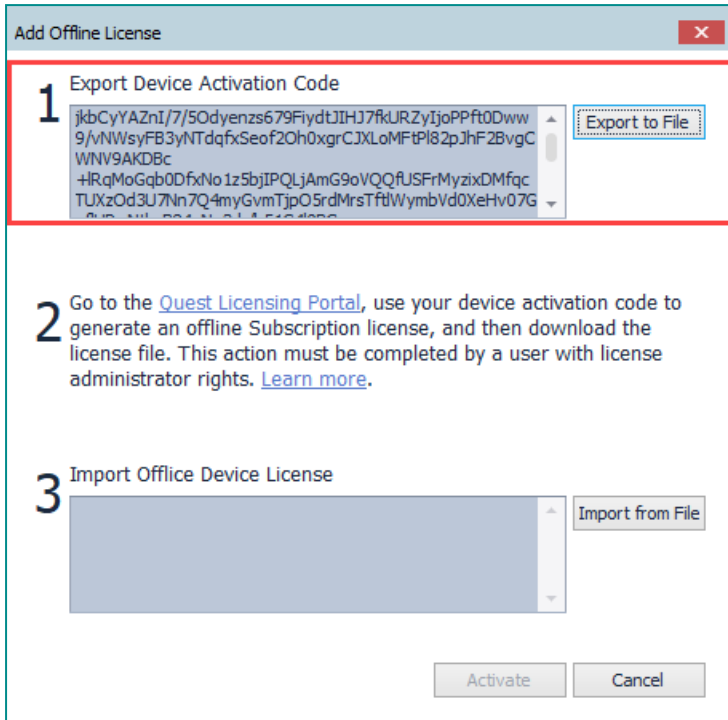 Add Offline License
1
Export Device Activation Code
jkbCyYAZnI/7/5Odyenzs679FiydtJIHJ7fkURZyIjoPPft0Dww
9/vNWsyFB3yNTdqfxSeof2Oh0xgrCJXLoMFtPl82pJhF2BvgC
WNV9AKDBc
+lRqMoGqb0DfxNo1z5bjIPQLjAmG9oVQQfUSFrMyzixDMfqc
TUXzOd3U7Nn7Q4myGvmTjpO5rdMrsTftlWymbVd0XeHv07G
Export to File
2
Go to the Quest Licensing Portal, use your device activation code to
generate an offline Subscription license, and then download the
license file. This action must be completed by a user with license
administrator rights. Learn more.
3
Import Offlice Device License
Import from File
Activate
Cancel